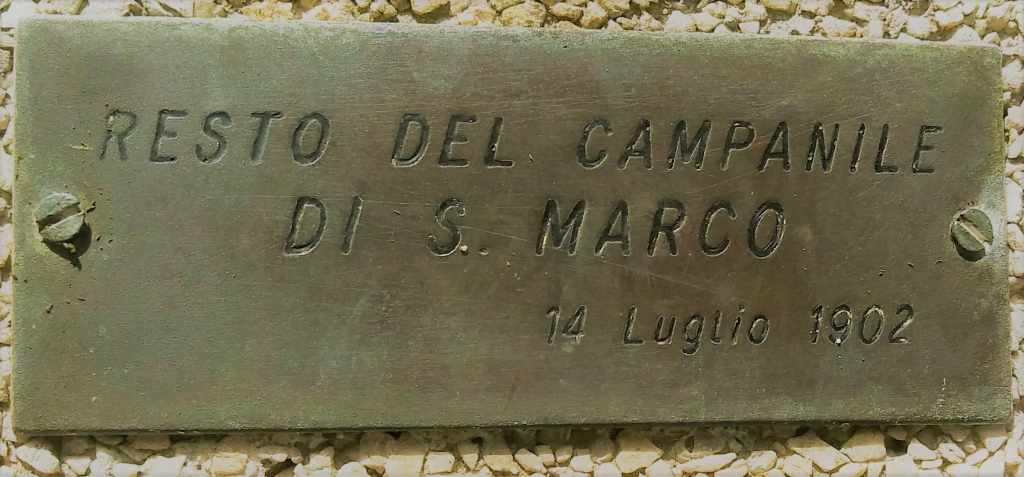 RESTO DEL CAMPANILE
DI S. MARCO
14 Luglio 1902